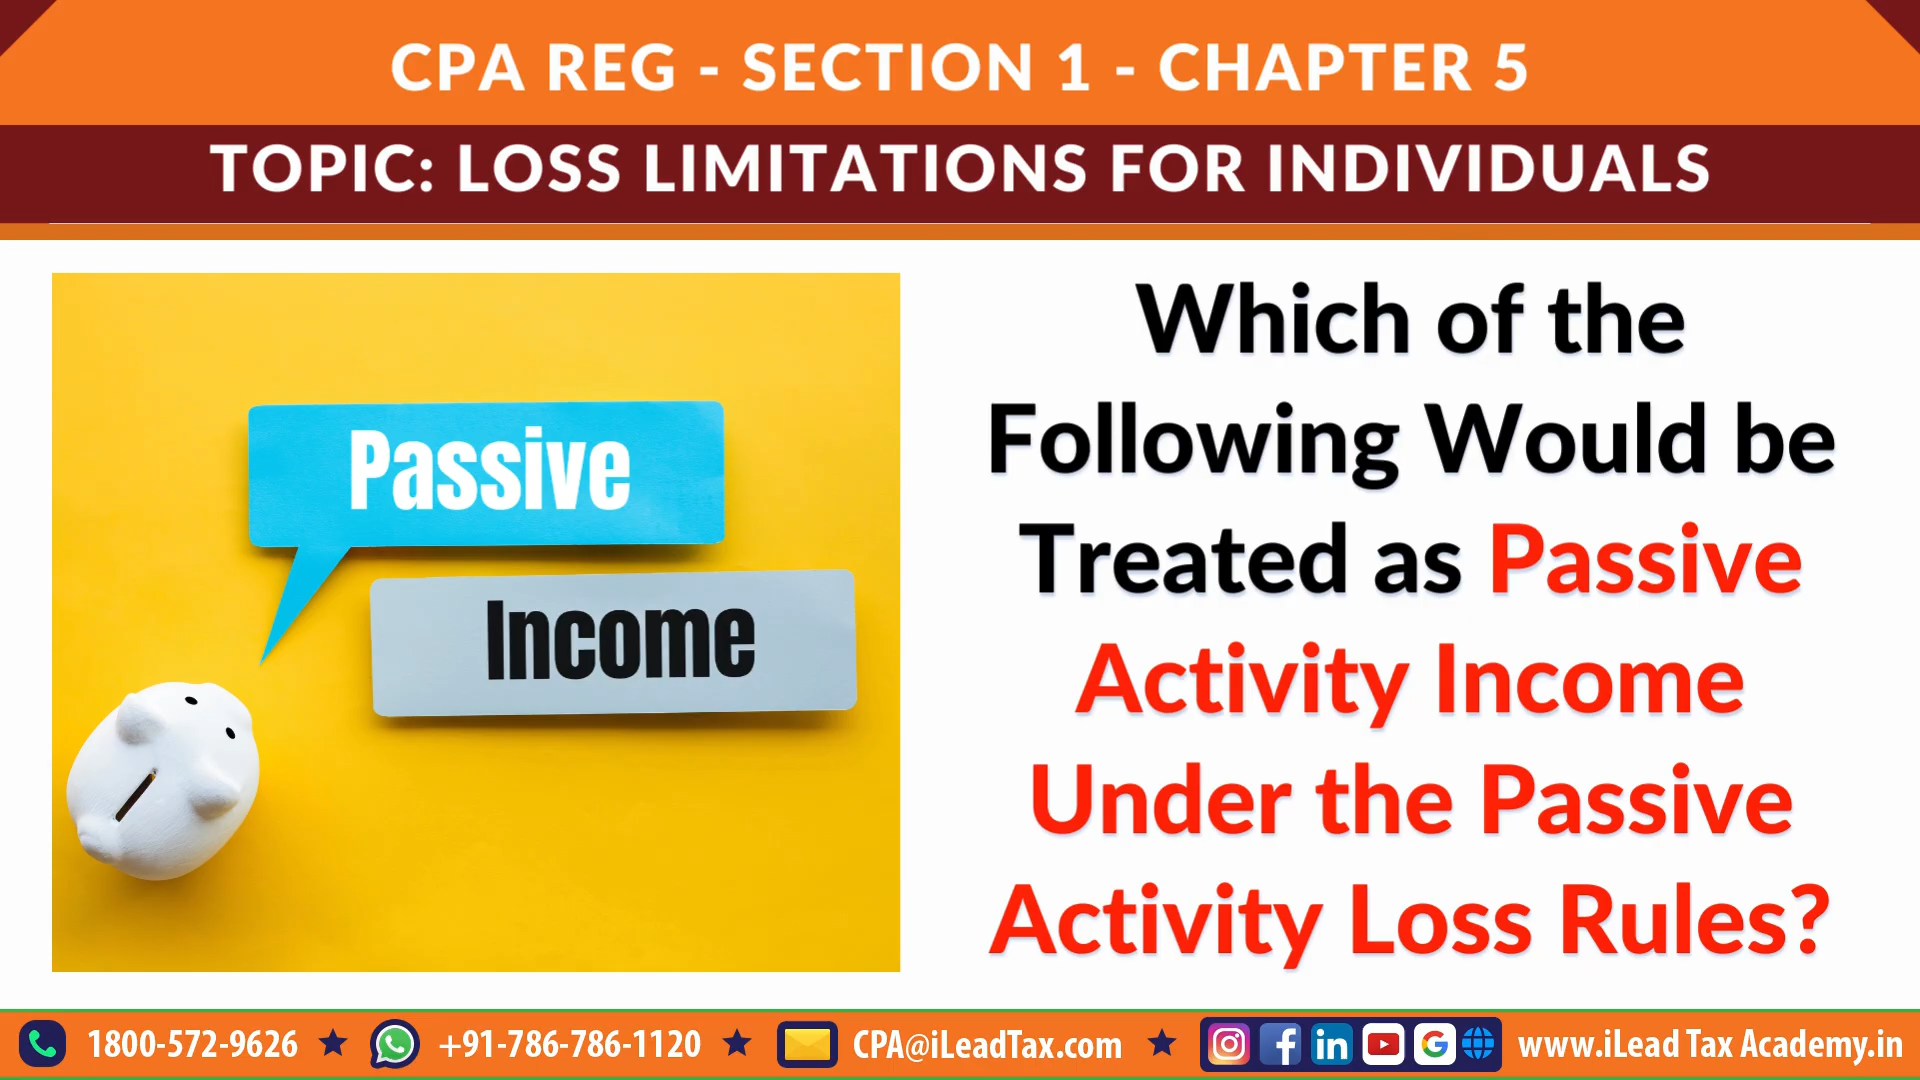 CPA REG - SECTION 1 - CHAPTER 5
TOPIC: LOSS LIMITATIONS FOR INDIVIDUALS
Passive
Income
Which of the
Following Would be
Treated as Passive
Activity Income
Under the Passive
Activity Loss Rules?
1800-572-9626 +91-786-786-1120 CPA@iLeadTax.com in G www.iLead Tax Academy.in